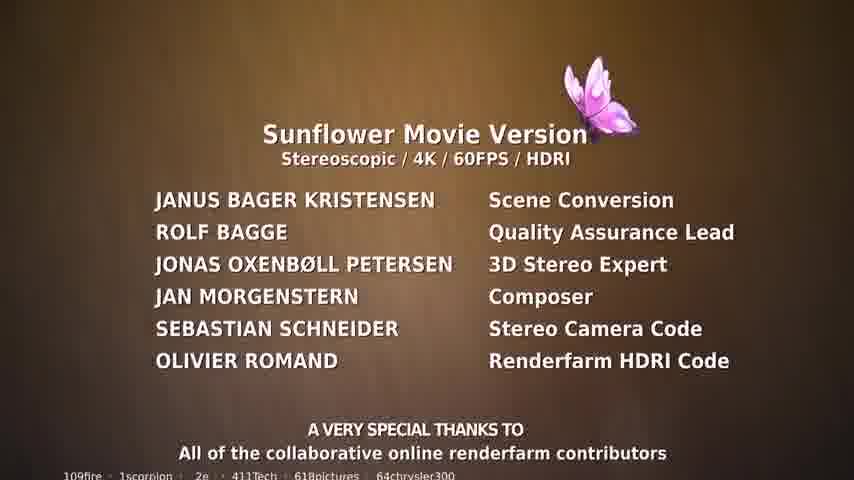 Sunflower Movie Version
Stereoscopic / 4K / 60FPS / HDRI
JANUS BAGER KRISTENSEN Scene Conversion
ROLF BAGGE Quality Assurance Lead
JONAS OXENBØLL PETERSEN 3D Stereo Expert
JAN MORGENSTERN Composer
SEBASTIAN SCHNEIDER Stereo Camera Code
OLIVIER ROMAND Renderfarm HDRI Code
A VERY SPECIAL THANKS TO
All of the collaborative online renderfarm contributors
109fire · 1scorpion · 2e · 411Tech · 618pictures · 64chrysler300